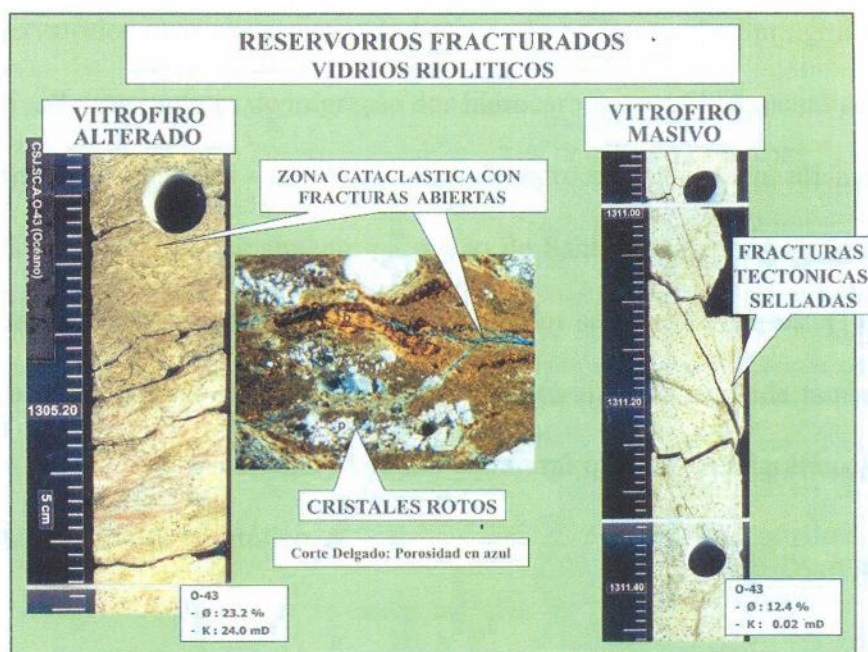 RESERVORIOS FRACTURADOS
VIDRIOS RIOLITICOS
VITROFIRO
ALTERADO
VITROFIRO
MASIVO
ZONA CATACLASTICA CON
FRACTURAS ABIERTAS
CSJ.SC.A.O-43 (Océano)
1305.20
5 cm
CRISTALES ROTOS
Corte Delgado: Porosidad en azul
O-43
- Ø : 23.2 %
- K : 24.0 mD
1311.00
FRACTURAS
TECTONICAS
SELLADAS
1311.20
1311.40
O-43
- Ø : 12.4 %
- K : 0.02 mD